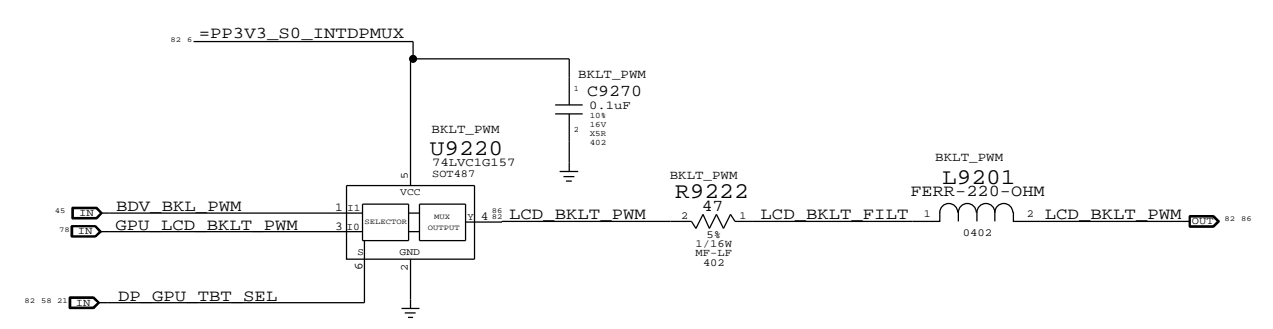 82 6 =PP3V3_S0_INTDPMUX
BKLT_PWM
1 C9270
0.1uF
10%
16V
2 X5R
402
BKLT_PWM
U9220
74LVC1G157
SOT487
5
VCC
45 IN BDV_BKL_PWM 1 I1
SELECTOR
MUX
OUTPUT
Y 4
78 IN GPU_LCD_BKLT_PWM 3 I0
S GND
6 2
82 58 21 IN DP_GPU_TBT_SEL
86
82 LCD_BKLT_PWM
BKLT_PWM
R9222
47
2 1
5%
1/16W
MF-LF
402
LCD_BKLT_FILT
BKLT_PWM
L9201
FERR-220-OHM
1 2
0402
LCD_BKLT_PWM OUT 82 86